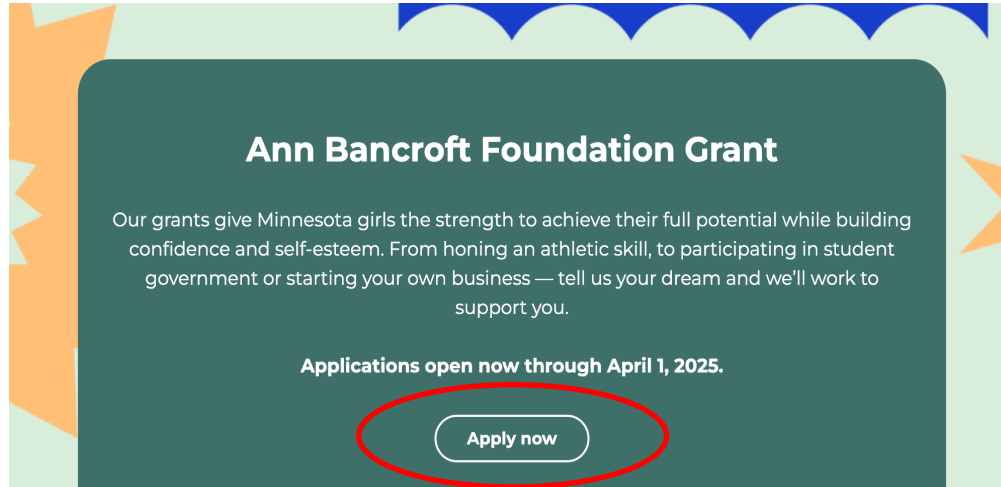 Ann Bancroft Foundation Grant
Our grants give Minnesota girls the strength to achieve their full potential while building
confidence and self-esteem. From honing an athletic skill, to participating in student
government or starting your own business — tell us your dream and we’ll work to
support you.
Applications open now through April 1, 2025.
Apply now